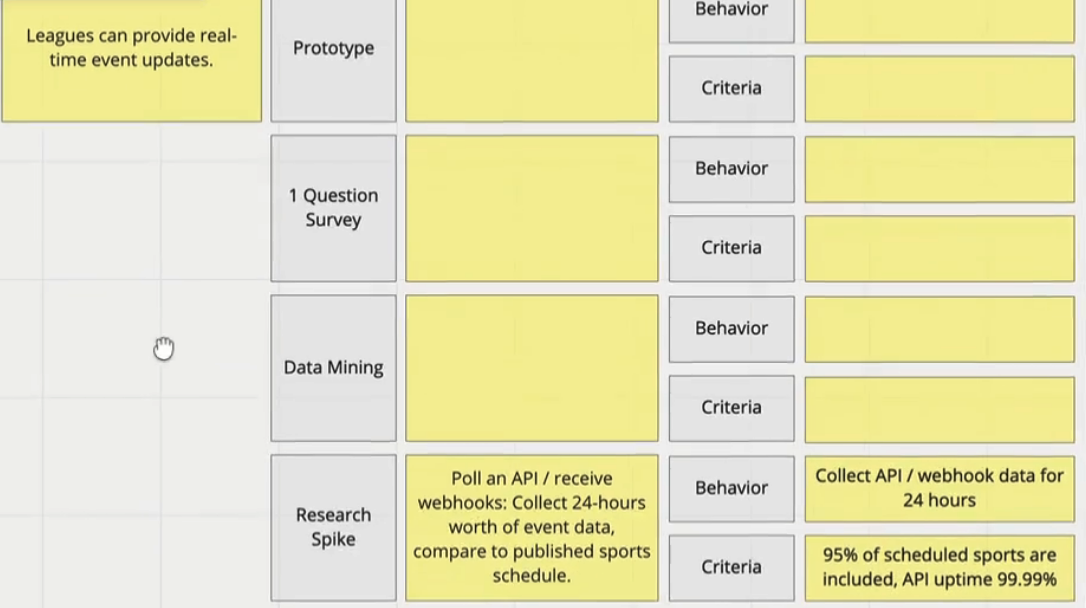 Leagues can provide real-
time event updates.
Prototype
Behavior
Criteria
1 Question
Survey
Behavior
Criteria
Data Mining
Behavior
Criteria
Research
Spike
Poll an API / receive
webhooks: Collect 24-hours
worth of event data,
compare to published sports
schedule.
Behavior
Collect API / webhook data for
24 hours
Criteria
95% of scheduled sports are
included, API uptime 99.99%